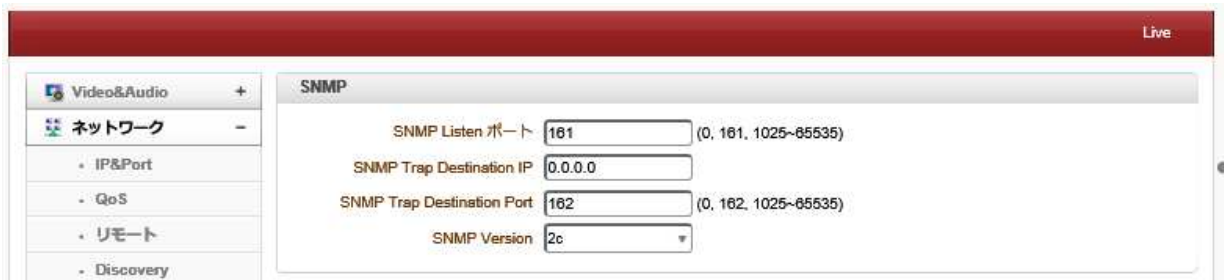 Live
Video&Audio +
ネットワーク -
IP&Port
QoS
リモート
Discovery
SNMP
SNMP Listen ポート 161 (0, 161, 1025~65535)
SNMP Trap Destination IP 0.0.0.0
SNMP Trap Destination Port 162 (0, 162, 1025~65535)
SNMP Version 2c